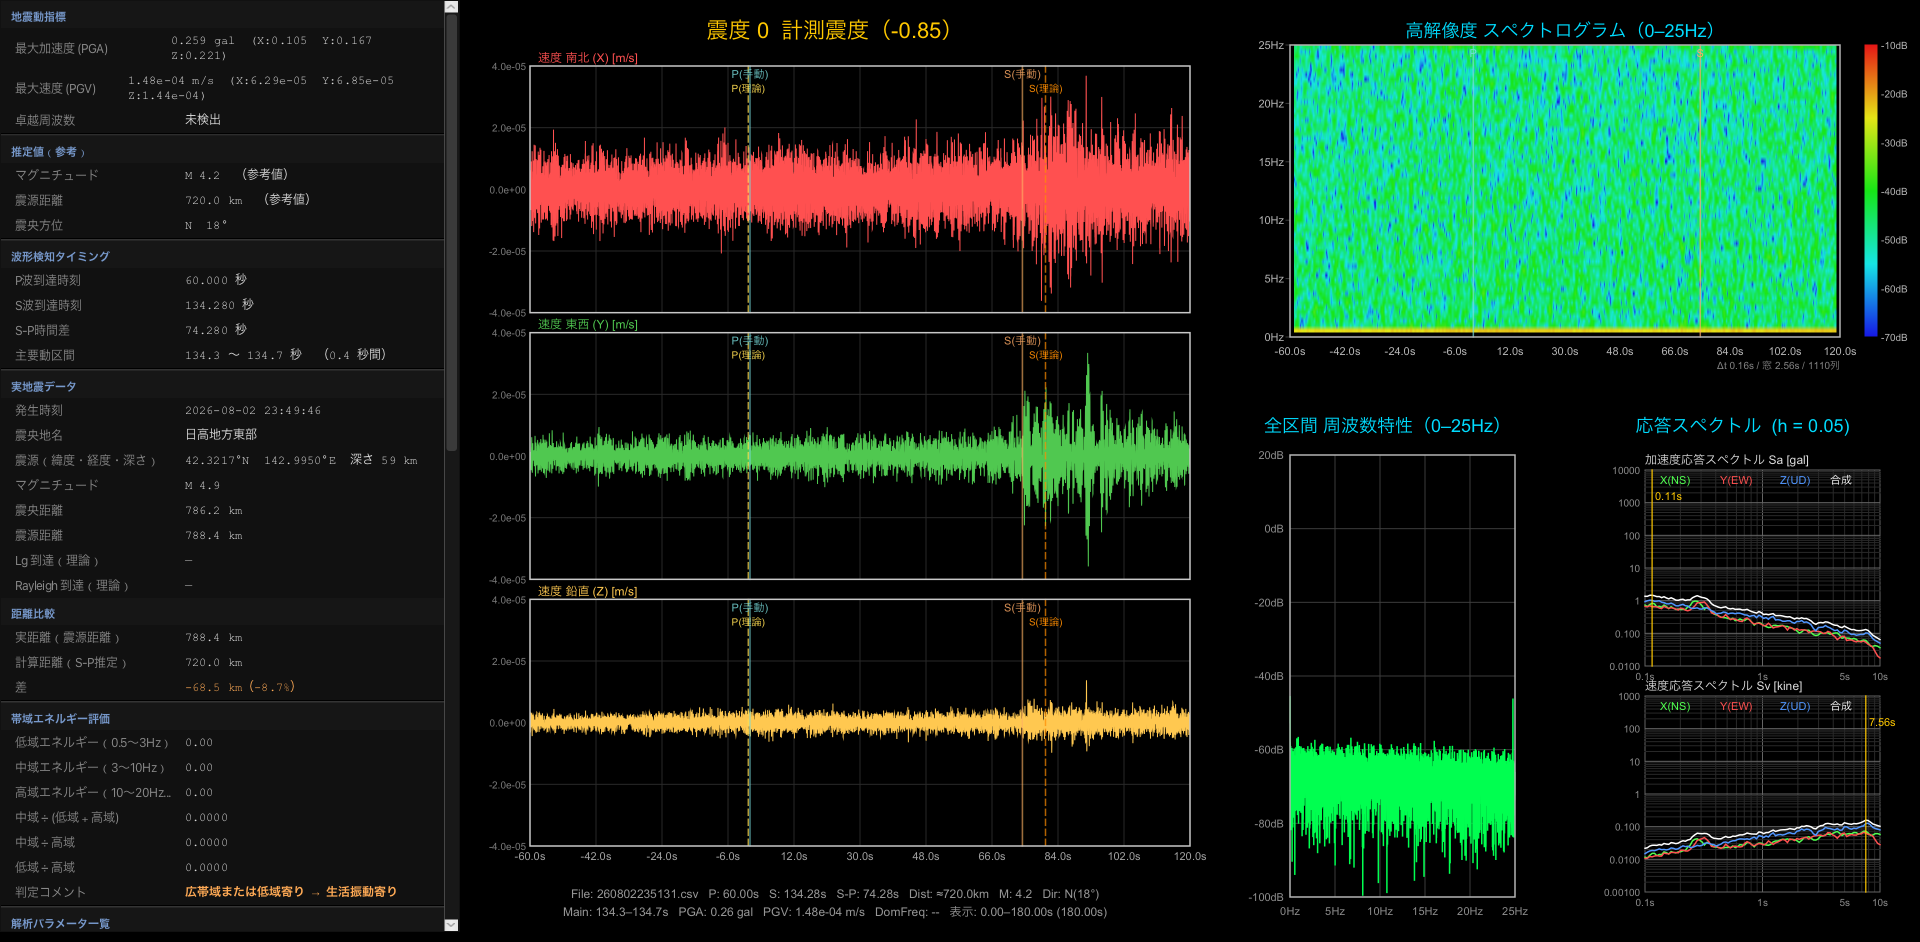 地震動指標
最大加速度 (PGA) 0.259 gal (X:0.105 Y:0.167
Z:0.221)
最大速度 (PGV) 1.48e-04 m/s (X:6.29e-05 Y:6.85e-05
Z:1.44e-04)
卓越周波数 未検出
推定値（参考）
マグニチュード M 4.2 （参考値）
震源距離 720.0 km （参考値）
震央方位 N 18°
波形検知タイミング
P波到達時刻 60.000 秒
S波到達時刻 134.280 秒
S-P時間差 74.280 秒
主要動区間 134.3 〜 134.7 秒 （0.4 秒間）
実地震データ
発生時刻 2026-08-02 23:49:46
震央地名 日高地方東部
震源（緯度・経度・深さ） 42.3217°N 142.9950°E 深さ 59 km
マグニチュード M 4.9
震央距離 786.2 km
震源距離 788.4 km
Lg 到達（理論） —
Rayleigh 到達（理論） —
距離比較
実距離（震源距離） 788.4 km
計算距離（S-P推定） 720.0 km
差 -68.5 km (-8.7%)
帯域エネルギー評価
低域エネルギー（0.5〜3Hz） 0.00
中域エネルギー（3〜10Hz） 0.00
高域エネルギー（10〜20Hz... 0.00
中域÷(低域＋高域) 0.0000
中域÷高域 0.0000
低域÷高域 0.0000
判定コメント 広帯域または低域寄り → 生活振動寄り
解析パラメータ一覧
震度 0 計測震度（-0.85）
速度 南北 (X) [m/s]
4.0e-05
2.0e-05
0.0e+00
-2.0e-05
-4.0e-05
P(手動)
P(理論)
S(手動)
S(理論)
速度 東西 (Y) [m/s]
4.0e-05
2.0e-05
0.0e+00
-2.0e-05
-4.0e-05
P(手動)
P(理論)
S(手動)
S(理論)
速度 鉛直 (Z) [m/s]
4.0e-05
2.0e-05
0.0e+00
-2.0e-05
-4.0e-05
P(手動)
P(理論)
S(手動)
S(理論)
-60.0s -42.0s -24.0s -6.0s 12.0s 30.0s 48.0s 66.0s 84.0s 102.0s 120.0s
File: 260802235131.csv P: 60.00s S: 134.28s S-P: 74.28s Dist: ≈720.0km M: 4.2 Dir: N(18°)
Main: 134.3–134.7s PGA: 0.26 gal PGV: 1.48e-04 m/s DomFreq: -- 表示: 0.00–180.00s (180.00s)
高解像度 スペクトログラム（0–25Hz）
25Hz
20Hz
15Hz
10Hz
5Hz
0Hz
P
S
-60.0s -42.0s -24.0s -6.0s 12.0s 30.0s 48.0s 66.0s 84.0s 102.0s 120.0s
Δt 0.16s / 窓 2.56s / 1110列
-10dB
-20dB
-30dB
-40dB
-50dB
-60dB
-70dB
全区間 周波数特性（0–25Hz）
20dB
0dB
-20dB
-40dB
-60dB
-80dB
-100dB
0Hz 5Hz 10Hz 15Hz 20Hz 25Hz
応答スペクトル (h = 0.05)
加速度応答スペクトル Sa [gal]
X(NS) Y(EW) Z(UD) 合成
0.11s
10000
1000
100
10
1
0.100
0.0100
0.1s 1s 5s 10s
速度応答スペクトル Sv [kine]
X(NS) Y(EW) Z(UD) 合成
7.56s
1000
100
10
1
0.100
0.0100
0.00100
0.1s 1s 5s 10s